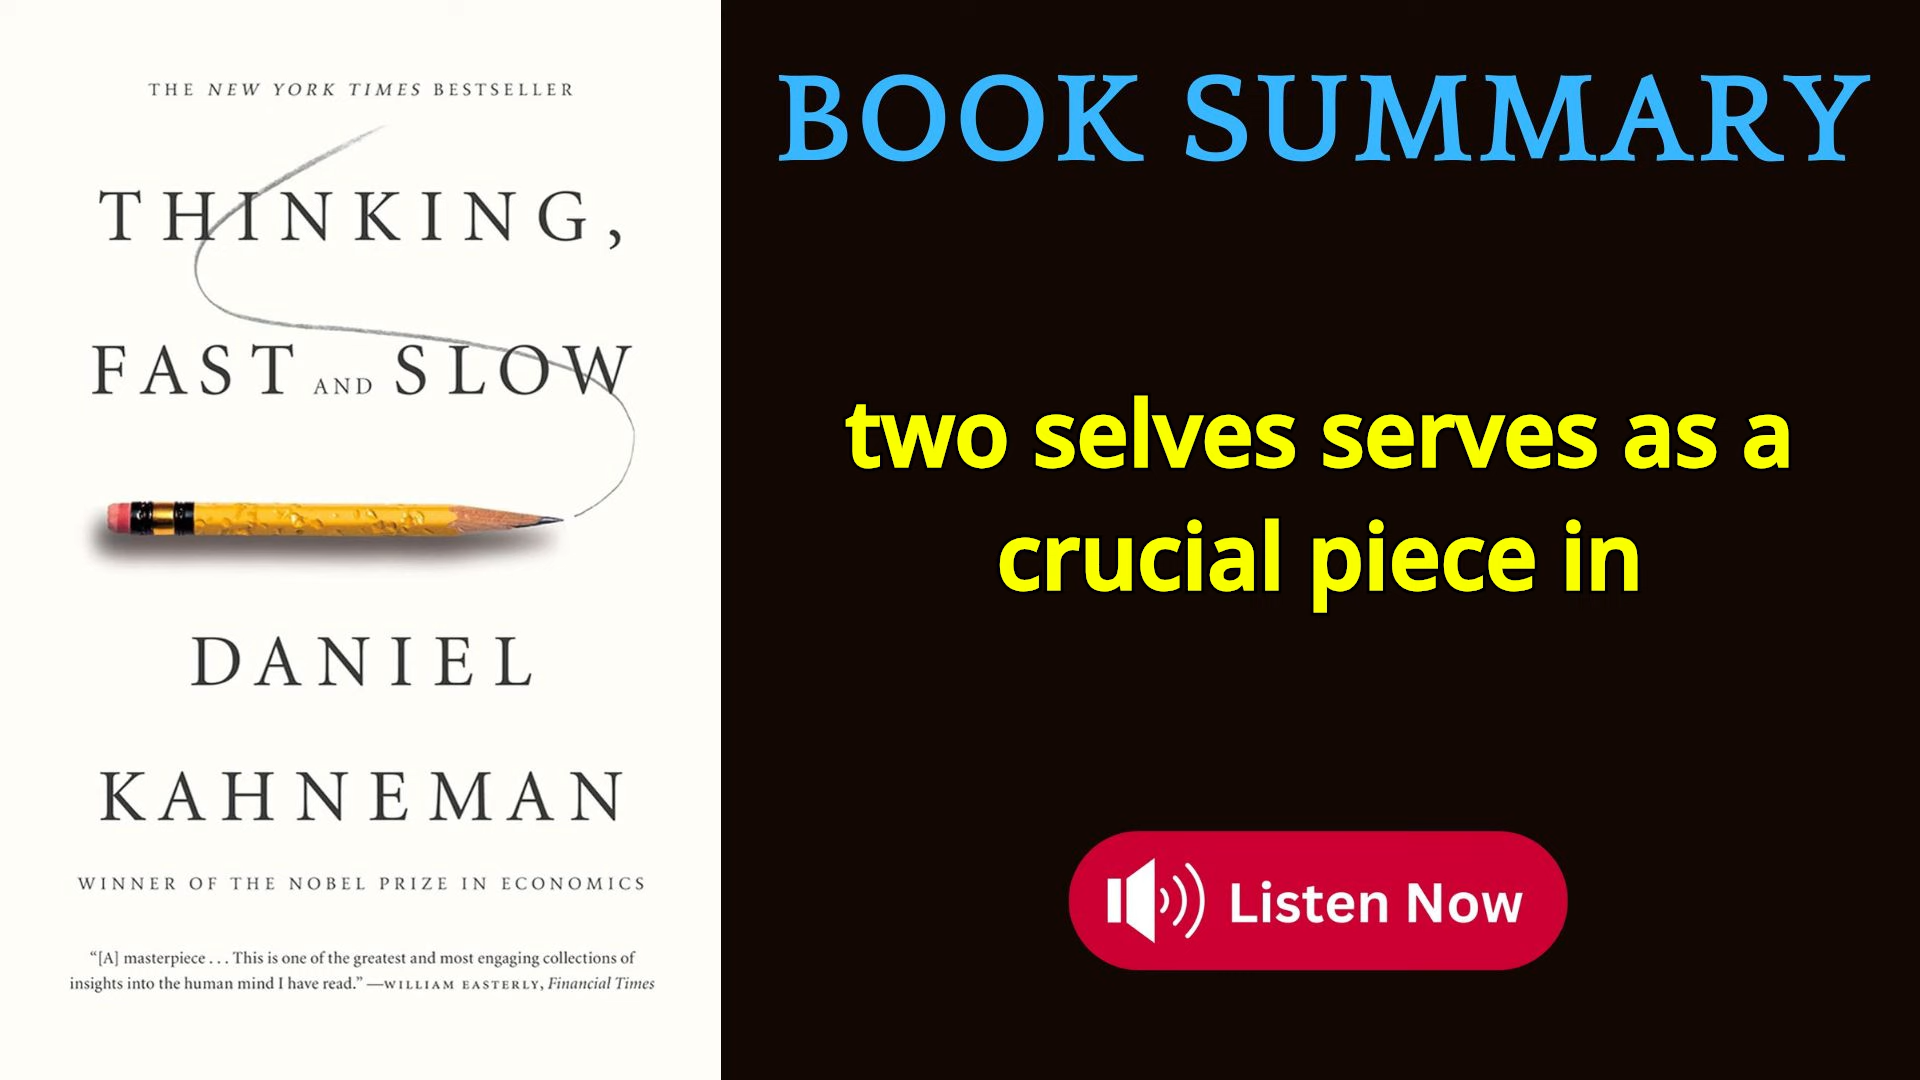 THE NEW YORK TIMES BESTSELLER
THINKING,
FAST AND SLOW
DANIEL
KAHNEMAN
WINNER OF THE NOBEL PRIZE IN ECONOMICS
“[A] masterpiece . . . This is one of the greatest and most engaging collections of
insights into the human mind I have read.” —WILLIAM EASTERLY, Financial Times
BOOK SUMMARY
two selves serves as a
crucial piece in
Listen Now